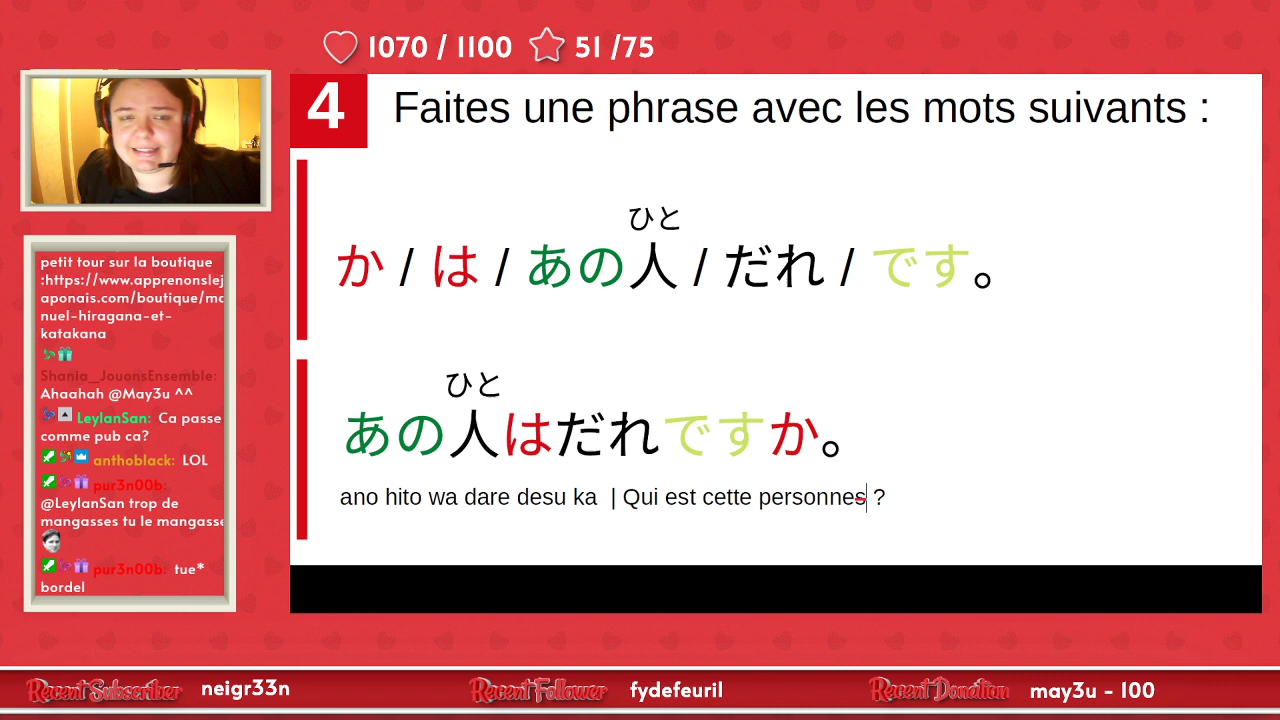 1070 / 1100 51 /75
4 Faites une phrase avec les mots suivants :
ひと
か / は / あの人 / だれ / です。
ひと
あの人はだれですか。
ano hito wa dare desu ka | Qui est cette personnes ?
petit tour sur la boutique
:https://www.apprenonslej
aponais.com/boutique/ma
nuel-hiragana-et-
katakana
Shania_JouonsEnsemble:
Ahaahah @May3u ^^
LeylanSan: Ca passe
comme pub ca?
anthoblack: LOL
pur3n00b:
@LeylanSan trop de
mangasses tu le mangasse
pur3n00b: tue*
bordel
Recent Subscriber neigr33n Recent Follower fydefeuril Recent Donation may3u - 100